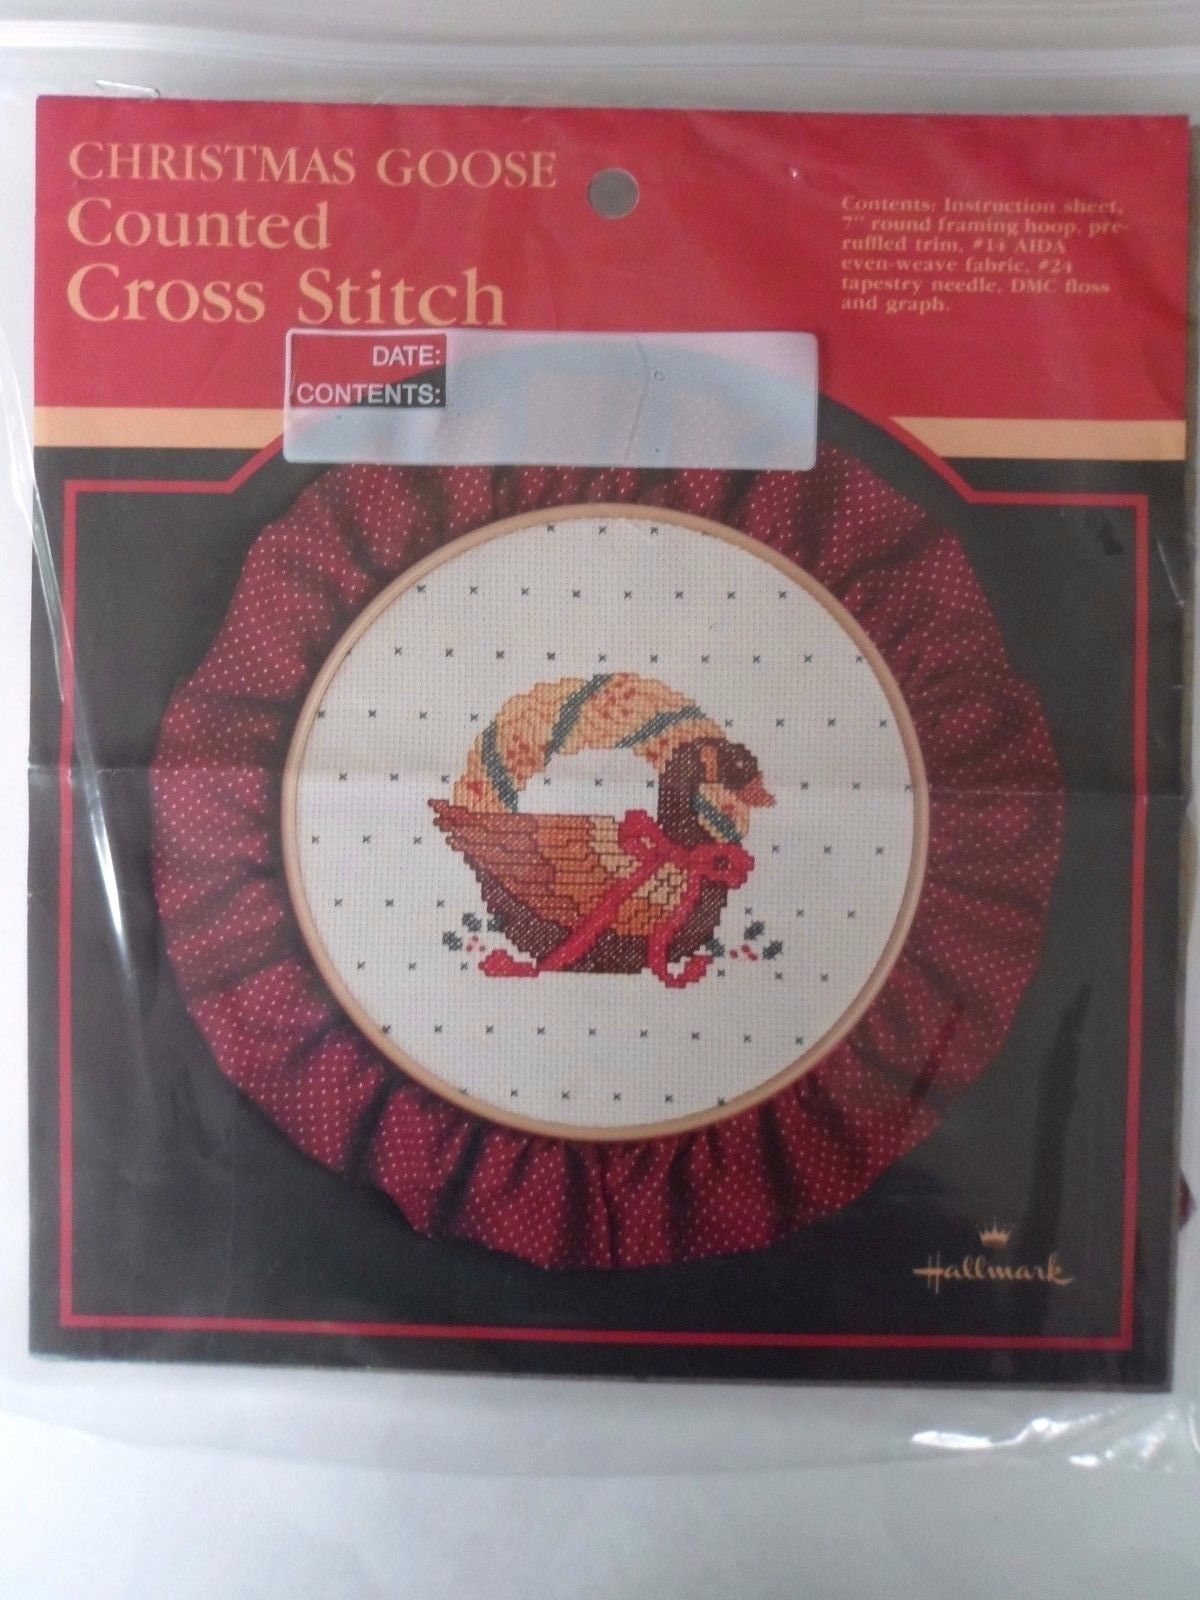 CHRISTMAS GOOSE
Counted
Cross Stitch
Contents: Instruction sheet,
7" round framing hoop, pre-
ruffled trim, #14 AIDA
even-weave fabric, #24
tapestry needle, DMC floss
and graph.
DATE:
CONTENTS:
Hallmark